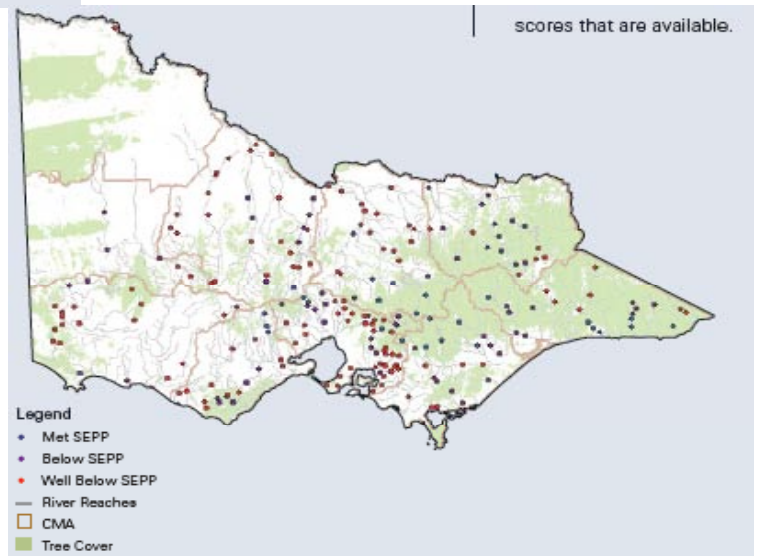 scores that are available.
Legend
Met SEPP
Below SEPP
Well Below SEPP
River Reaches
CMA
Tree Cover